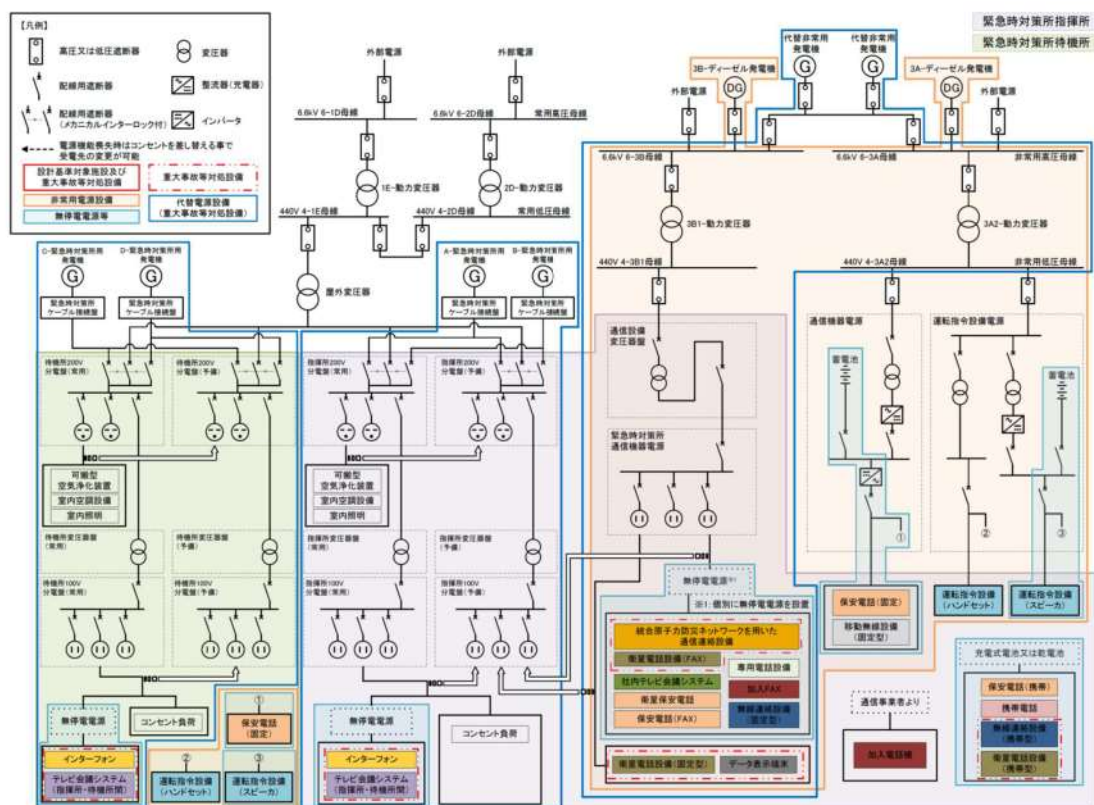 【凡例】
高圧又は低圧遮断器
変圧器
配線用遮断器
整流器(充電器)
配線用遮断器
(メカニカルインターロック付)
インバータ
電源機能喪失時はコンセントを差し替える事で
受電先の変更が可能
設計基準対象施設及び
重大事故等対処設備
重大事故等対処設備
非常用電源設備
代替電源設備
(重大事故等対処設備)
無停電電源等
緊急時対策所指揮所
緊急時対策所待機所
外部電源
外部電源
代替非常用
発電機
代替非常用
発電機
G
G
3B-ディーゼル発電機
3A-ディーゼル発電機
DG
DG
外部電源
外部電源
6.6kV 6-1D母線
6.6kV 6-2D母線
常用高圧母線
6.6kV 6-3B母線
6.6kV 6-3A母線
非常用高圧母線
1E-動力変圧器
2D-動力変圧器
3B1-動力変圧器
3A2-動力変圧器
440V 4-1E母線
440V 4-2D母線
常用低圧母線
440V 4-3B1母線
440V 4-3A2母線
非常用低圧母線
C-緊急時対策所用
発電機
D-緊急時対策所用
発電機
A-緊急時対策所用
発電機
B-緊急時対策所用
発電機
G
G
G
G
屋外変圧器
緊急時対策所
ケーブル接続盤
緊急時対策所
ケーブル接続盤
緊急時対策所
ケーブル接続盤
緊急時対策所
ケーブル接続盤
待機所200V
分電盤(常用)
待機所200V
分電盤(予備)
指揮所200V
分電盤(常用)
指揮所200V
分電盤(予備)
通信設備
変圧器盤
通信機器電源
運転指令設備電源
蓄電池
蓄電池
緊急時対策所
通信機器電源
可搬型
空気浄化装置
室内空調設備
室内照明
可搬型
空気浄化装置
室内空調設備
室内照明
待機所変圧器盤
(常用)
待機所変圧器盤
(予備)
指揮所変圧器盤
(常用)
指揮所変圧器盤
(予備)
①
②
③
待機所100V
分電盤(常用)
待機所100V
分電盤(予備)
指揮所100V
分電盤(常用)
指揮所100V
分電盤(予備)
無停電電源※1
※1:個別に無停電電源を設置
統合原子力防災ネットワークを用いた
通信連絡設備
衛星電話設備(FAX)
専用電話設備
社内テレビ会議システム
加入FAX
衛星保安電話
無線連絡設備
(固定型)
保安電話(FAX)
衛星電話設備(固定型)
データ表示端末
保安電話(固定)
移動無線設備
(固定型)
運転指令設備
(ハンドセット)
運転指令設備
(スピーカ)
通信事業者より
加入電話機
充電式電池又は乾電池
保安電話(携帯)
携帯電話
無線連絡設備
(携帯型)
衛星電話設備
(携帯型)
無停電電源
コンセント負荷
インターフォン
テレビ会議システム
(指揮所・待機所間)
①
保安電話
(固定)
②
運転指令設備
(ハンドセット)
③
運転指令設備
(スピーカ)
無停電電源
コンセント負荷
インターフォン
テレビ会議システム
(指揮所・待機所間)